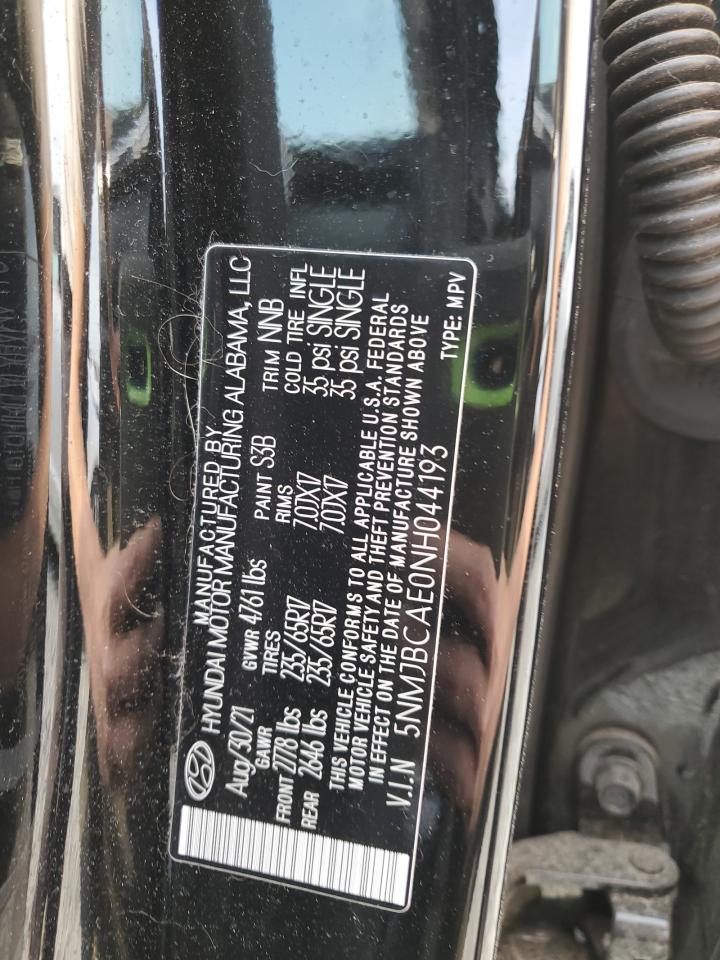 MANUFACTURED BY
HYUNDAI MOTOR MANUFACTURING ALABAMA, LLC
Aug/30/21 GVWR 4761 lbs PAINT S3B TRIM NNB
GAWR TIRES RIMS COLD TIRE INFL
FRONT 2778 lbs 235/65R17 7.0JX17 35 psi SINGLE
REAR 2646 lbs 235/65R17 7.0JX17 35 psi SINGLE
THIS VEHICLE CONFORMS TO ALL APPLICABLE U.S.A. FEDERAL
MOTOR VEHICLE SAFETY AND THEFT PREVENTION STANDARDS
IN EFFECT ON THE DATE OF MANUFACTURE SHOWN ABOVE
V.I.N 5NMJBCAE0NH044193 TYPE: MPV